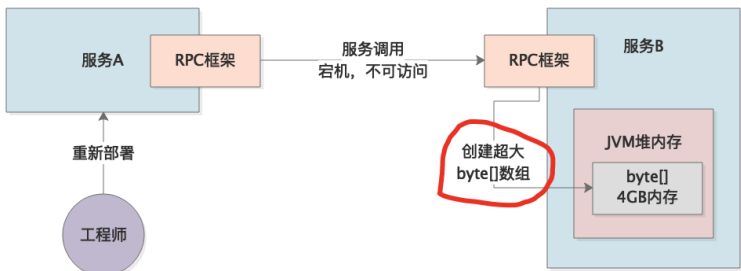 服务A
RPC框架
服务调用
宕机，不可访问
RPC框架
服务B
重新部署
创建超大
byte[]数组
JVM堆内存
byte[]
4GB内存
工程师